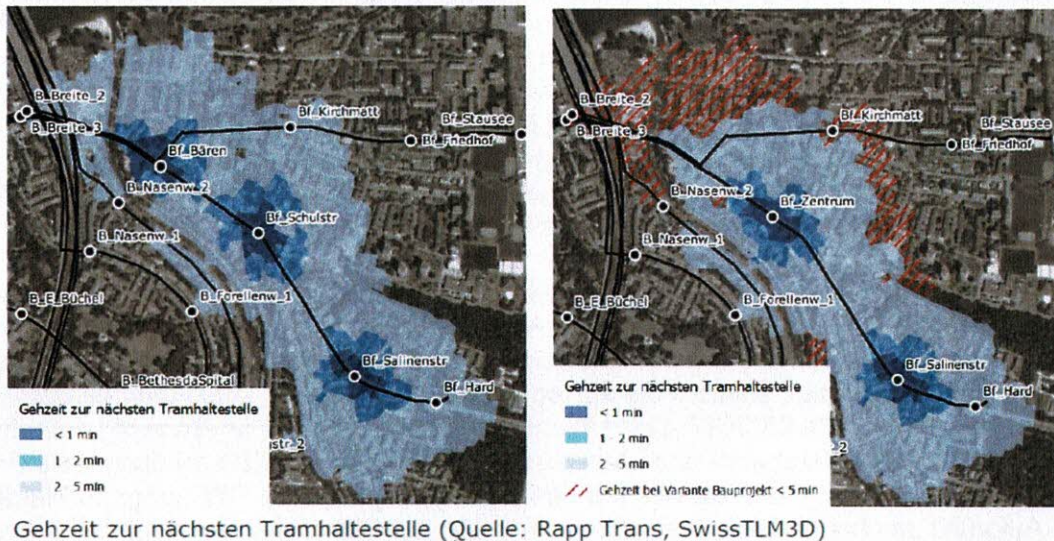 B_Breite_2
B_Breite_3
Bf_Kirchmatt
Bf_Stausee
Bf_Friedhof
Bf_Bären
B_Nasenw_2
Bf_Schulstr
B_Nasenw_1
B_E_Büchel
B_Forellenw_1
B_BethesdaSpital
Bf_Salinenstr
Bf_Hard
Gehzeit zur nächsten Tramhaltestelle
< 1 min
1 - 2 min
2 - 5 min
B_Breite_2
B_Breite_3
Bf_Kirchmatt
Bf_Stausee
Bf_Friedhof
B_Nasenw_2
Bf_Zentrum
B_Nasenw_1
B_E_Büchel
B_Forellenw_1
Bf_Salinenstr
Bf_Hard
Gehzeit zur nächsten Tramhaltestelle
< 1 min
1 - 2 min
2 - 5 min
Gehzeit bei Variante Bauprojekt < 5 min
Gehzeit zur nächsten Tramhaltestelle (Quelle: Rapp Trans, SwissTLM3D)